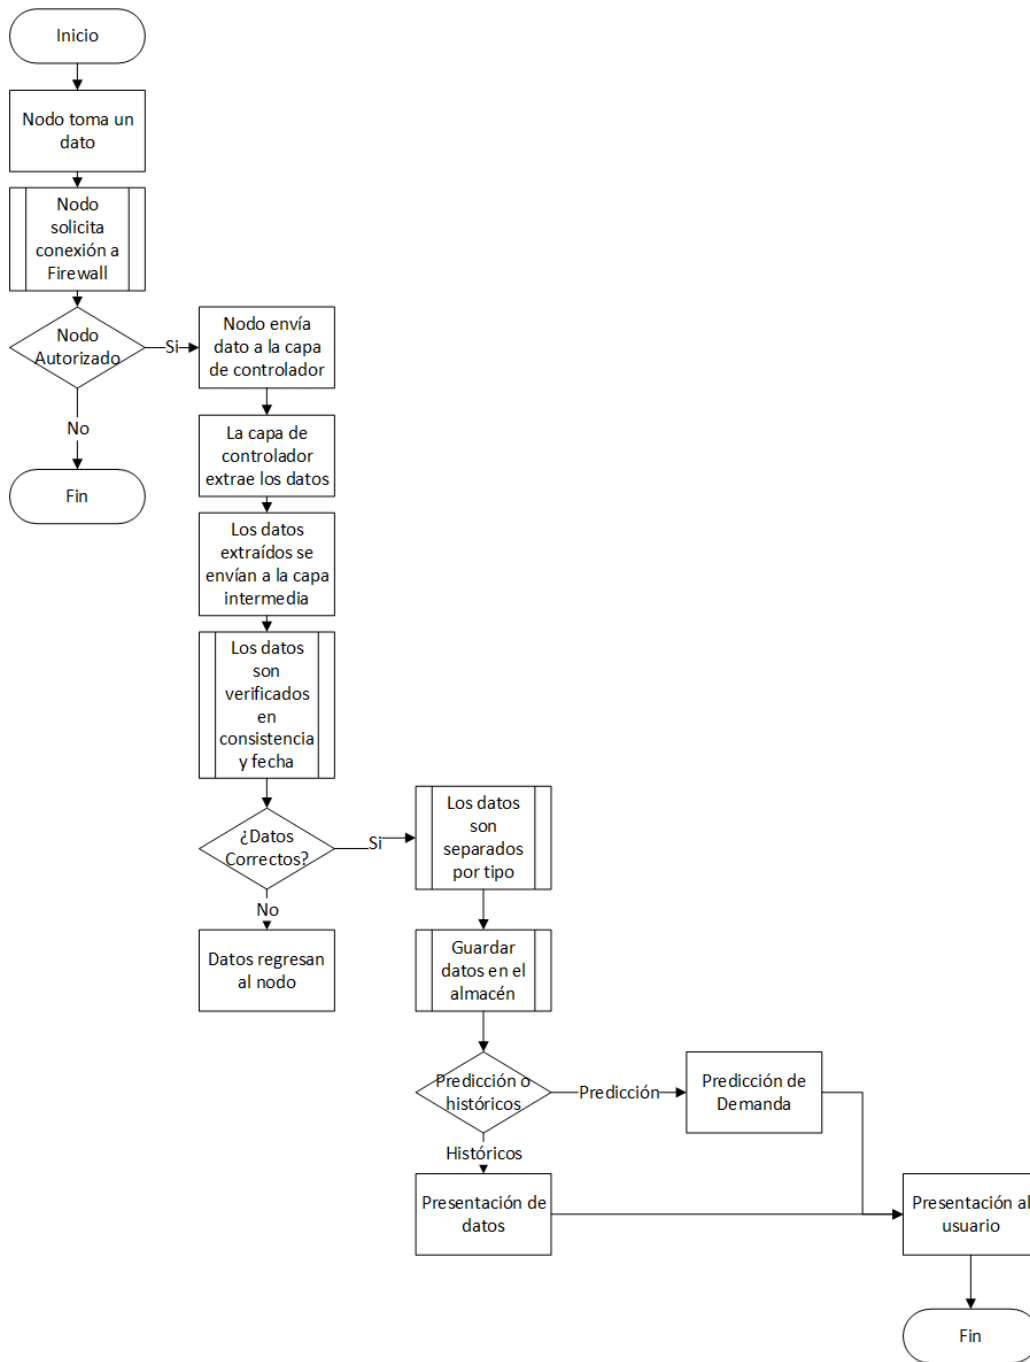 Inicio
Nodo toma un
dato
Nodo
solicita
conexión a
Firewall
Nodo
Autorizado
Si
Nodo envía
dato a la capa
de controlador
No
Fin
La capa de
controlador
extrae los datos
Los datos
extraídos se
envían a la capa
intermedia
Los datos
son
verificados
en
consistencia
y fecha
¿Datos
Correctos?
Si
Los datos
son
separados
por tipo
No
Datos regresan
al nodo
Guardar
datos en el
almacén
Predicción o
históricos
Predicción
Predicción de
Demanda
Históricos
Presentación de
datos
Presentación al
usuario
Fin